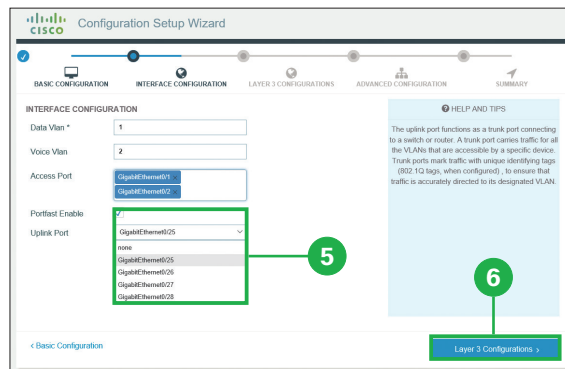 CISCO
Configuration Setup Wizard
BASIC CONFIGURATION
INTERFACE CONFIGURATION
LAYER 3 CONFIGURATIONS
ADVANCED CONFIGURATION
SUMMARY
INTERFACE CONFIGURATION
Data Vlan *
1
Voice Vlan
2
Access Port
GigabitEthernet0/1 ×
GigabitEthernet0/2 ×
Portfast Enable
Uplink Port
GigabitEthernet0/25
none
GigabitEthernet0/25
GigabitEthernet0/26
GigabitEthernet0/27
GigabitEthernet0/28
5
HELP AND TIPS
The uplink port functions as a trunk port connecting
to a switch or router. A trunk port carries traffic for all
the VLANs that are accessible by a specific device.
Trunk ports mark traffic with unique identifying tags
(802.1Q tags, when configured) , to ensure that
traffic is accurately directed to its designated VLAN.
6
< Basic Configuration
Layer 3 Configurations >